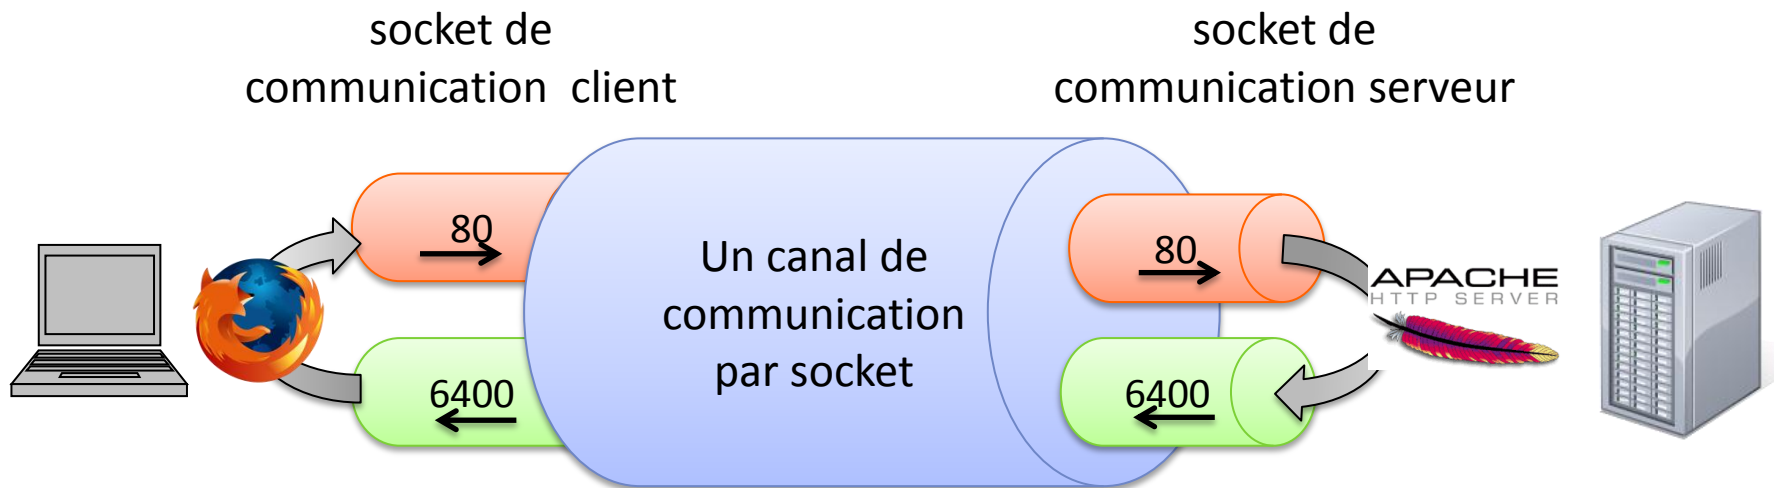 socket de
communication client
socket de
communication serveur
80
80
Un canal de
communication
par socket
APACHE
HTTP SERVER
6400
6400